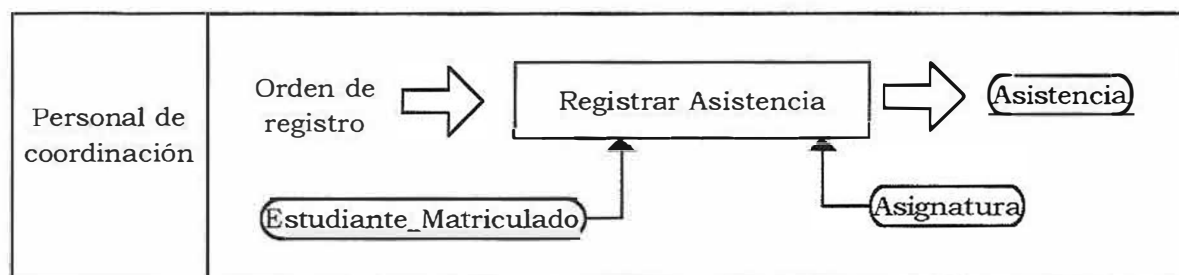 Personal de
coordinación
Orden de
registro
Registrar Asistencia
Asistencia
Estudiante_Matriculado
Asignatura